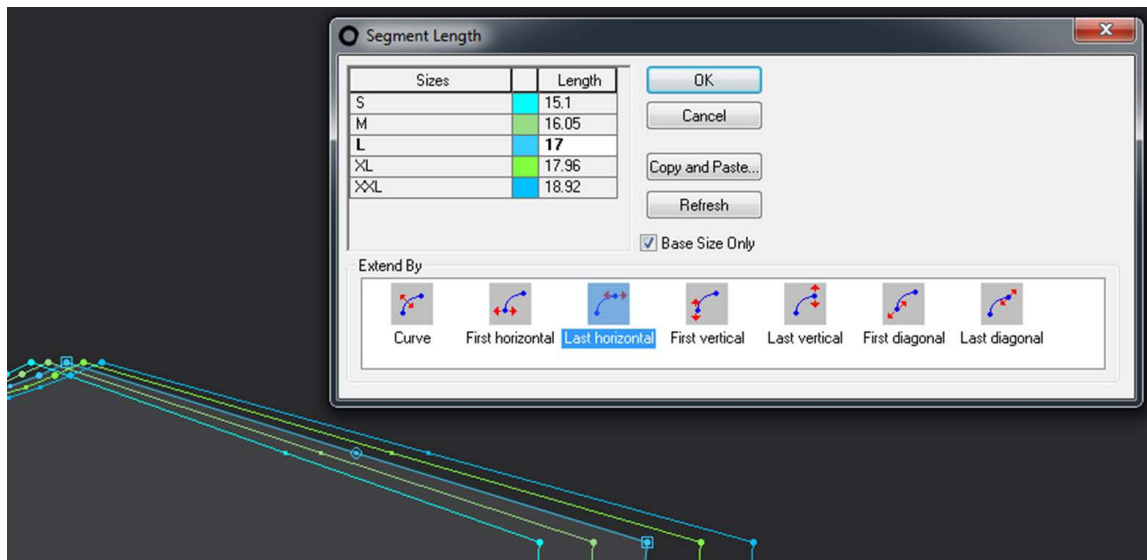 Segment Length
Sizes Length
S 15.1
M 16.05
L 17
XL 17.96
XXL 18.92
OK
Cancel
Copy and Paste...
Refresh
Base Size Only
Extend By
Curve First horizontal Last horizontal First vertical Last vertical First diagonal Last diagonal